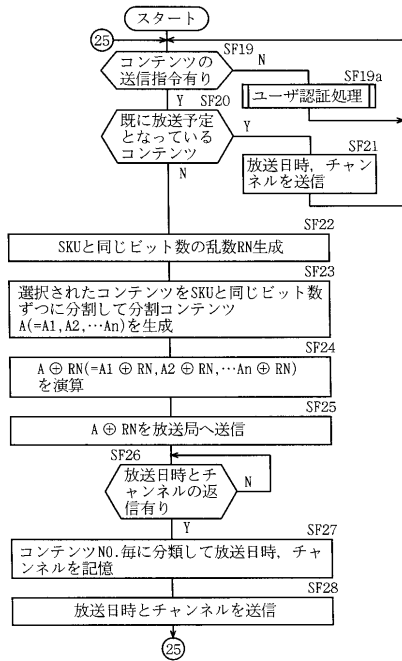 スタート
25
SF19
コンテンツの
送信指令有り
N
SF19a
ユーザ認証処理
Y
SF20
既に放送予定
となっている
コンテンツ
Y
SF21
放送日時，チャン
ネルを送信
N
SF22
SKUと同じビット数の乱数RN生成
SF23
選択されたコンテンツをSKUと同じビット数
ずつに分割して分割コンテンツ
A(=A1,A2,…An)を生成
SF24
A ⊕ RN(=A1 ⊕ RN,A2 ⊕ RN,…An ⊕ RN)
を演算
SF25
A ⊕ RNを放送局へ送信
SF26
放送日時とチ
ャンネルの返
信有り
N
Y
SF27
コンテンツNO.毎に分類して放送日時，チャ
ンネルを記憶
SF28
放送日時とチャンネルを送信
25